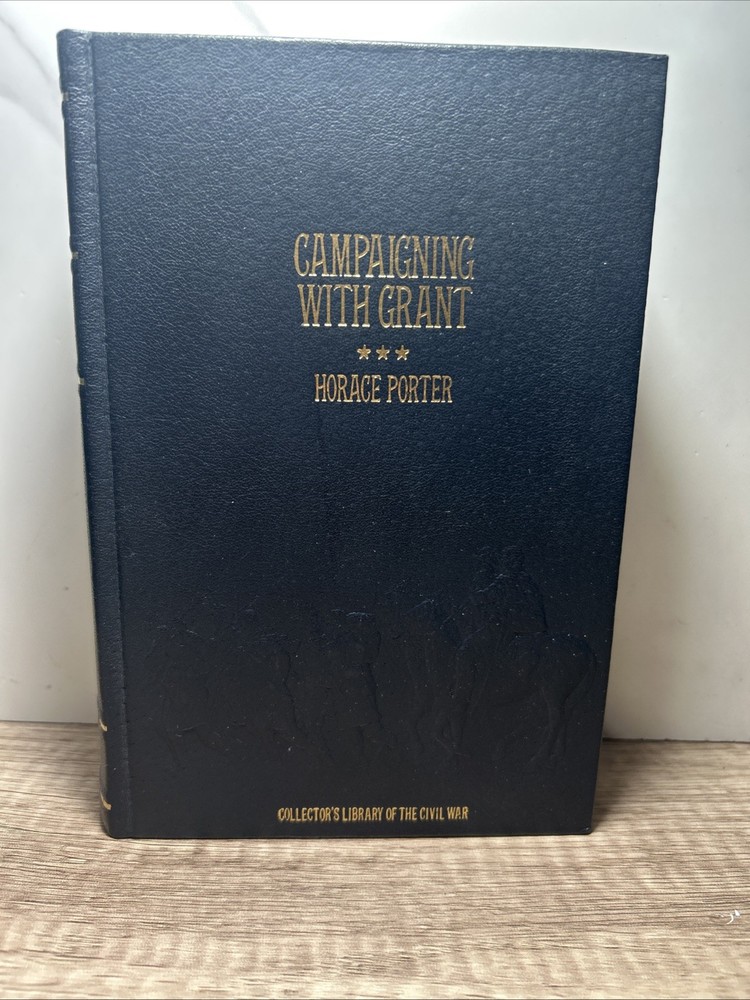 CAMPAIGNING
WITH GRANT
★★★
HORACE PORTER
COLLECTOR'S LIBRARY OF THE CIVIL WAR